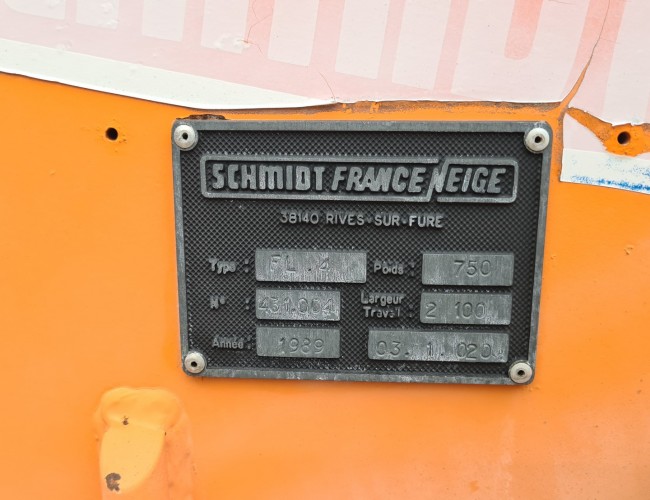 SCHMIDT FRANCE NEIGE
38140 RIVES-SUR-FURE
Type : FL.4 Poids : 750
N° : 431.004 Largeur Travail : 2 100
Année : 1989 03.1.020